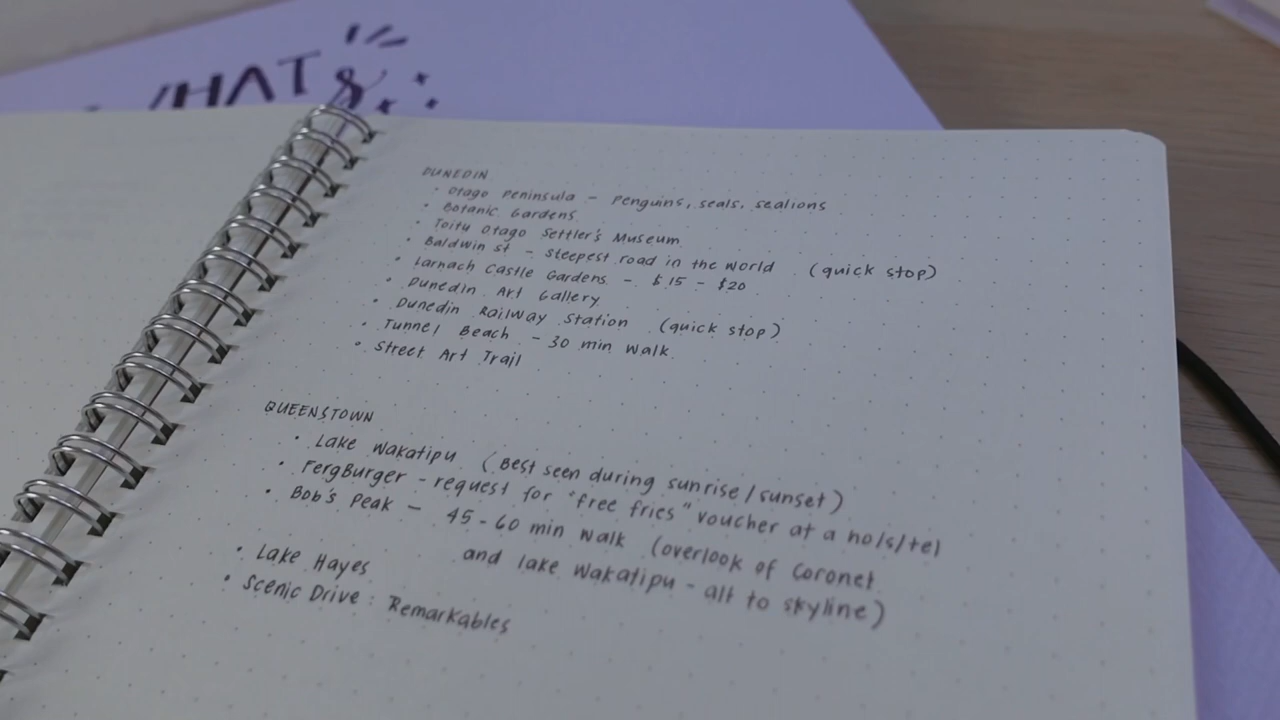 WHAT
DUNEDIN
• Otago Peninsula - Penguins, seals, sealions
• Botanic Gardens
• Toitu Otago Settler's Museum
• Baldwin st - steepest road in the world (quick stop)
• Larnach Castle Gardens - $15 - $20
• Dunedin Art Gallery
• Dunedin Railway Station (quick stop)
• Tunnel Beach - 30 min walk
• Street Art Trail
QUEENSTOWN
• Lake Wakatipu (Best seen during sunrise/sunset)
• FergBurger - request for "free fries" voucher at a ho/s/tel
• Bob's Peak - 45-60 min walk (overlook of Coronet
and lake Wakatipu - alt to skyline)
• Lake Hayes
• Scenic Drive: Remarkables